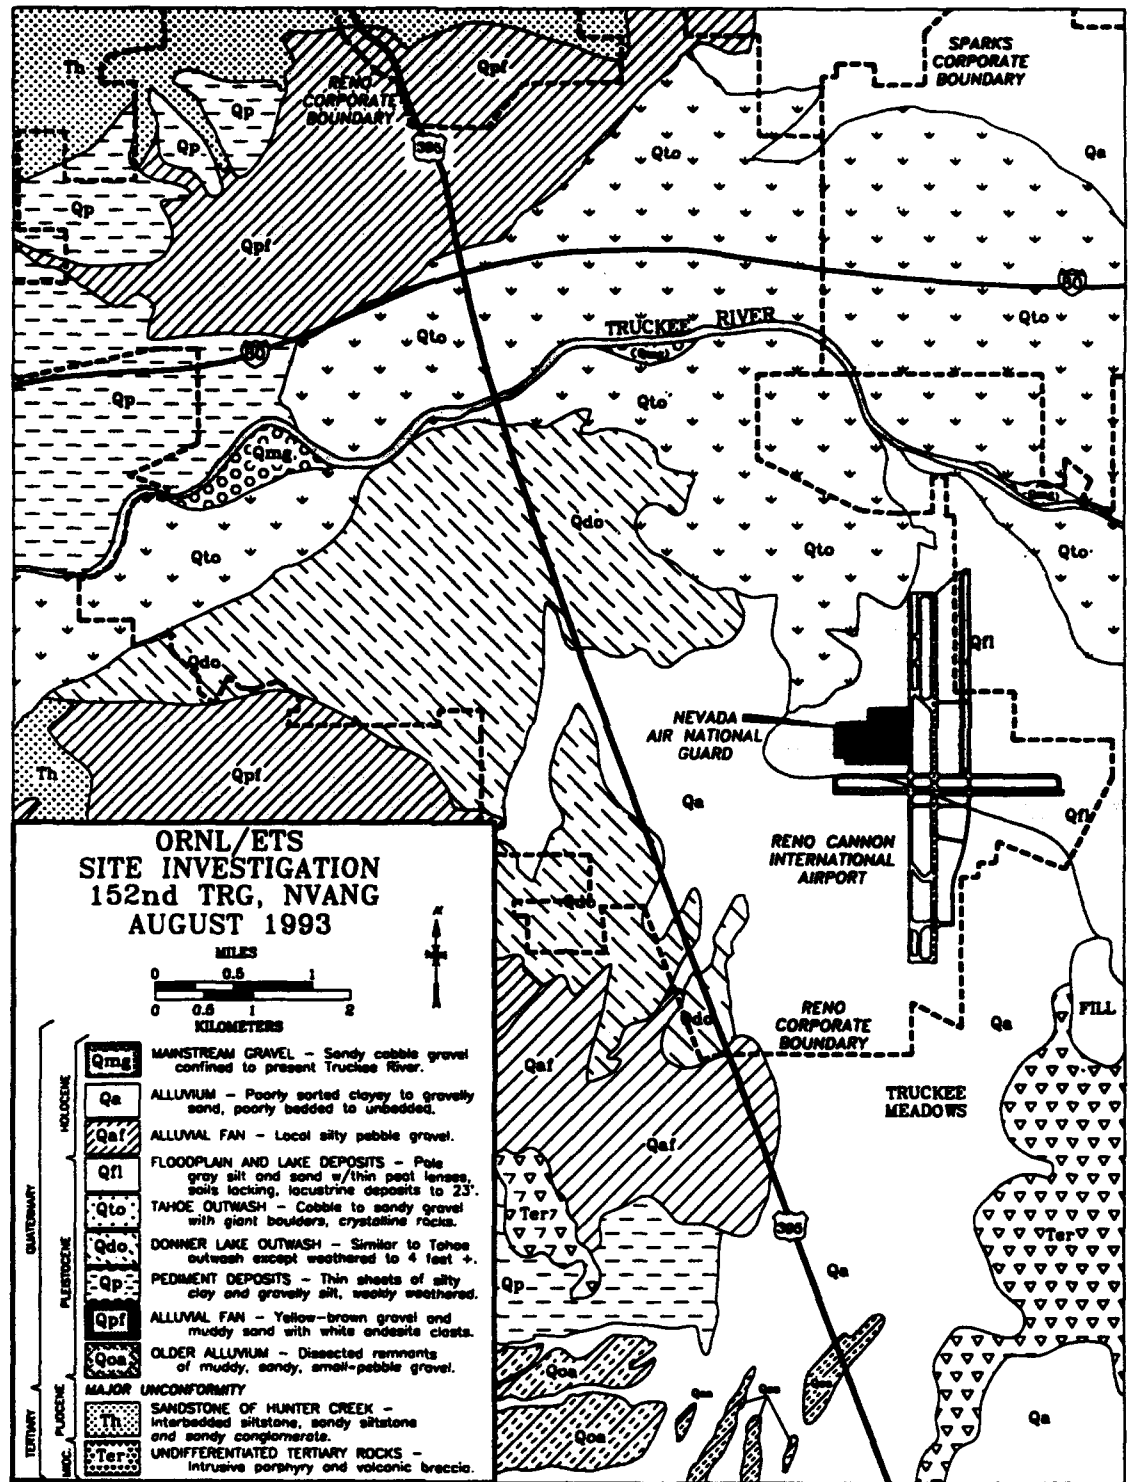 Th
Qpf
RENO
CORPORATE
BOUNDARY
SPARKS
CORPORATE
BOUNDARY
Qp
Qp
395
Qto
Qa
Qp
Qpf
80
Qto
TRUCKEE RIVER
Qto
(Qmg)
80
Qp
Qto
Qmg
Qdo
(Qmg)
Qto
Qto
Qto
Qdo
Qfl
NEVADA
AIR NATIONAL
GUARD
Th
Qpf
Qa
Qfl
RENO CANNON
INTERNATIONAL
AIRPORT
Qdo
RENO
CORPORATE
BOUNDARY
Qdo
Qa
FILL
Qaf
TRUCKEE
MEADOWS
Qaf
Ter?
395
Ter
Qa
Qp
Qoa
Qoa
Qoa
Qoa
Qoa
Qa
ORNL/ETS
SITE INVESTIGATION
152nd TRG, NVANG
AUGUST 1993
MILES
0 0.5 1
0 0.5 1 2
KILOMETERS
QUATERNARY
HOLOCENE
PLEISTOCENE
TERTIARY
PLIOCENE
MIOC.
Qmg MAINSTREAM GRAVEL – Sandy cobble gravel
confined to present Truckee River.
Qa ALLUVIUM – Poorly sorted clayey to gravelly
sand, poorly bedded to unbedded.
Qaf ALLUVIAL FAN – Local silty pebble gravel.
Qfl FLOODPLAIN AND LAKE DEPOSITS – Pale
gray silt and sand w/thin peat lenses,
soils lacking, lacustrine deposits to 23'.
Qto TAHOE OUTWASH – Cobble to sandy gravel
with giant boulders, crystalline rocks.
Qdo DONNER LAKE OUTWASH – Similar to Tahoe
outwash except weathered to 4 feet +.
Qp PEDIMENT DEPOSITS – Thin sheets of silty
clay and gravelly silt, weakly weathered.
Qpf ALLUVIAL FAN – Yellow-brown gravel and
muddy sand with white andesite clasts.
Qoa OLDER ALLUVIUM – Dissected remnants
of muddy, sandy, small-pebble gravel.
MAJOR UNCONFORMITY
Th SANDSTONE OF HUNTER CREEK –
Interbedded siltstone, sandy siltstone
and sandy conglomerate.
Ter UNDIFFERENTIATED TERTIARY ROCKS –
Intrusive porphyry and volcanic breccia.